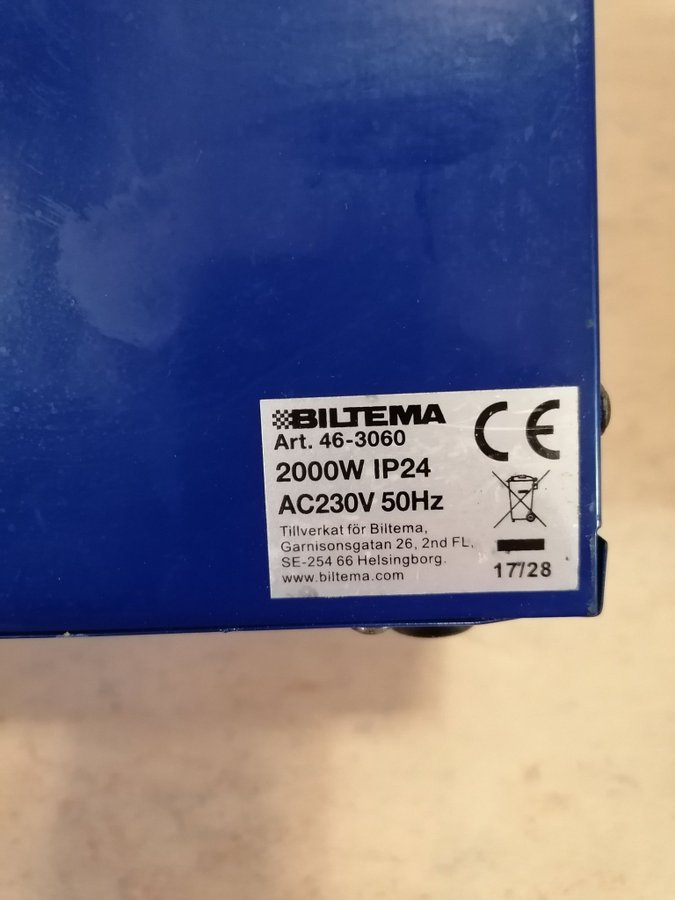 BILTEMA
Art. 46-3060
2000W IP24
AC230V 50Hz
Tillverkat för Biltema,
Garnisonsgatan 26, 2nd FL,
SE-254 66 Helsingborg.
www.biltema.com
CE
17/28